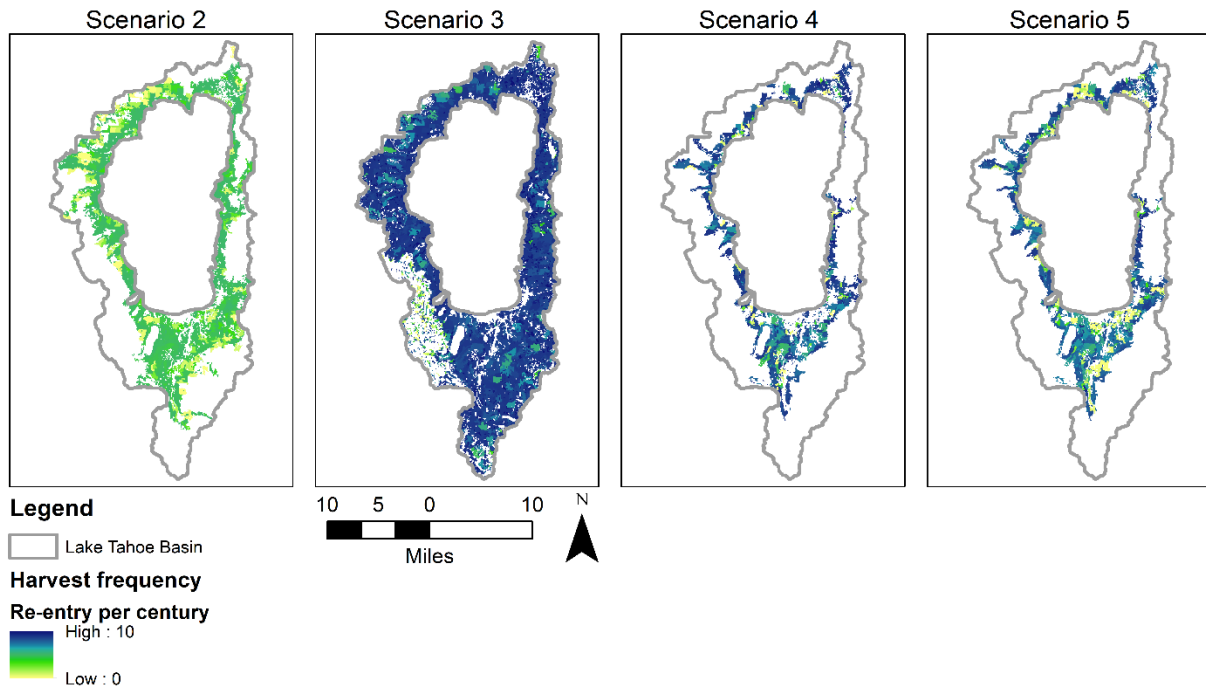 Scenario 2
Scenario 3
Scenario 4
Scenario 5
Legend
Lake Tahoe Basin
Harvest frequency
Re-entry per century
High : 10
Low : 0
10 5 0 10
Miles
N